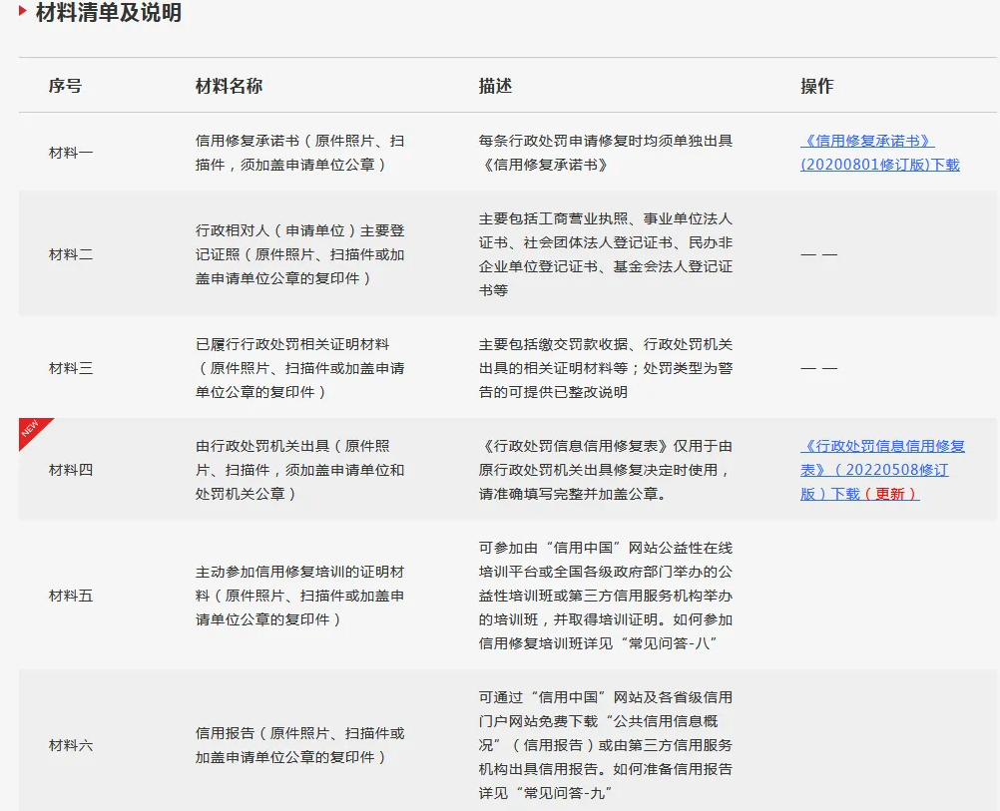 材料清单及说明
序号 材料名称 描述 操作
材料一
信用修复承诺书（原件照片、扫
描件，须加盖申请单位公章）
每条行政处罚申请修复时均须单独出具
《信用修复承诺书》
《信用修复承诺书》
(20200801修订版)下载
材料二
行政相对人（申请单位）主要登
记证照（原件照片、扫描件或加
盖申请单位公章的复印件）
主要包括工商营业执照、事业单位法人
证书、社会团体法人登记证书、民办非
企业单位登记证书、基金会法人登记证
书等
— —
材料三
已履行行政处罚相关证明材料
（原件照片、扫描件或加盖申请
单位公章的复印件）
主要包括缴交罚款收据、行政处罚机关
出具的相关证明材料等；处罚类型为警
告的可提供已整改说明
— —
NEW
材料四
由行政处罚机关出具（原件照
片、扫描件，须加盖申请单位和
处罚机关公章）
《行政处罚信息信用修复表》仅用于由
原行政处罚机关出具修复决定时使用，
请准确填写完整并加盖公章。
《行政处罚信息信用修复
表》（20220508修订
版）下载（更新）
材料五
主动参加信用修复培训的证明材
料（原件照片、扫描件或加盖申
请单位公章的复印件）
可参加由“信用中国”网站公益性在线
培训平台或全国各级政府部门举办的公
益性培训班或第三方信用服务机构举办
的培训班，并取得培训证明。如何参加
信用修复培训班详见“常见问答-八”
材料六
信用报告（原件照片、扫描件或
加盖申请单位公章的复印件）
可通过“信用中国”网站及各省级信用
门户网站免费下载“公共信用信息概
况”（信用报告）或由第三方信用服务
机构出具信用报告。如何准备信用报告
详见“常见问答-九”